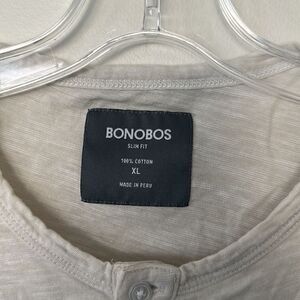 BONOBOS
SLIM FIT
100% COTTON
XL
MADE IN PERU